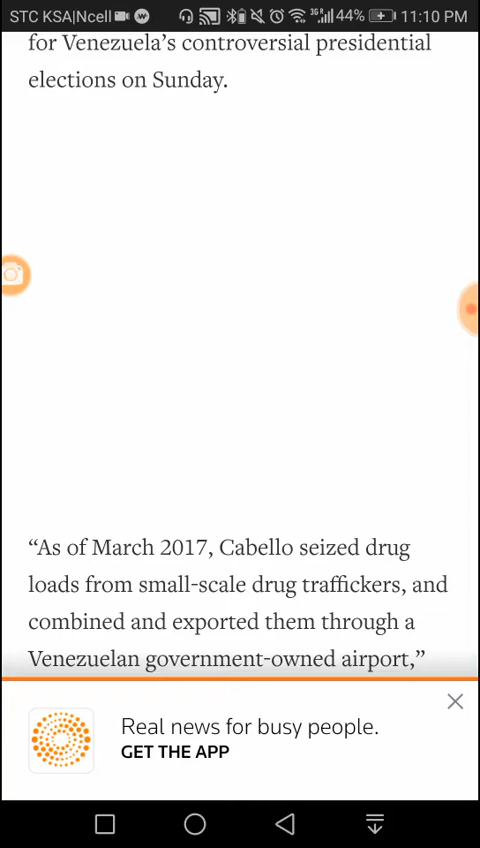 STC KSA|Ncell 3G 44% 11:10 PM
for Venezuela’s controversial presidential
elections on Sunday.
“As of March 2017, Cabello seized drug
loads from small-scale drug traffickers, and
combined and exported them through a
Venezuelan government-owned airport,”
Real news for busy people.
GET THE APP